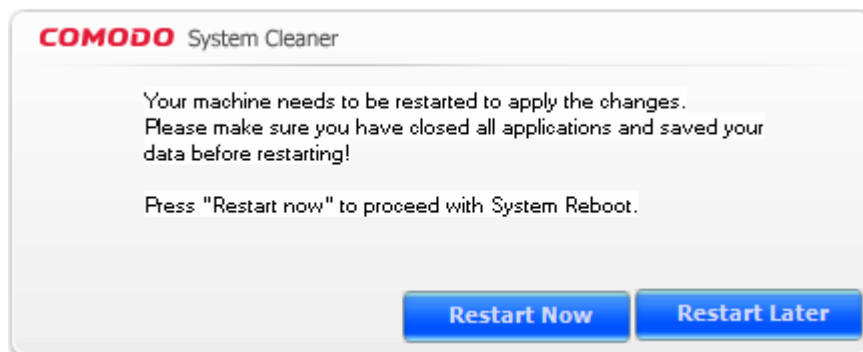 COMODO System Cleaner
Your machine needs to be restarted to apply the changes.
Please make sure you have closed all applications and saved your
data before restarting!
Press "Restart now" to proceed with System Reboot.
Restart Now Restart Later